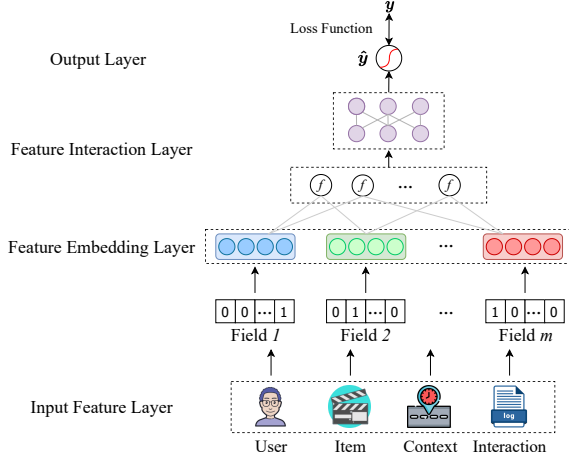 y
Loss Function
Output Layer
ŷ
Feature Interaction Layer
f f ... f
Feature Embedding Layer
...
0 0 ... 1
0 1 ... 0
...
1 0 ... 0
Field 1
Field 2
Field m
Input Feature Layer
log
User
Item
Context
Interaction